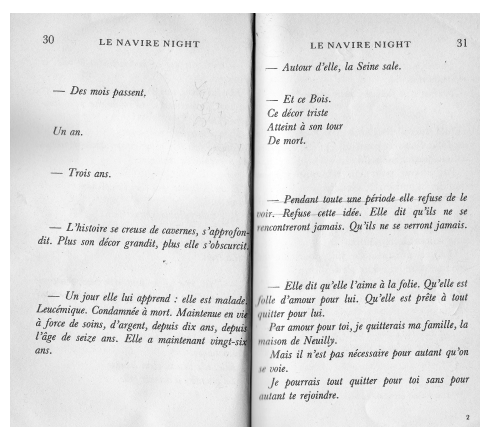 30
LE NAVIRE NIGHT
— Des mois passent.
Un an.
— Trois ans.
— L'histoire se creuse de cavernes, s'approfon-
dit. Plus son décor grandit, plus elle s'obscurcit.
— Un jour elle lui apprend : elle est malade.
Leucémique. Condamnée à mort. Maintenue en vie
à force de soins, d'argent, depuis dix ans, depuis
l'âge de seize ans. Elle a maintenant vingt-six
ans.
LE NAVIRE NIGHT
31
— Autour d'elle, la Seine sale.
— Et ce Bois.
Ce décor triste
Atteint à son tour
De mort.
— Pendant toute une période elle refuse de le
voir. Refuse cette idée. Elle dit qu'ils ne se
rencontreront jamais. Qu'ils ne se verront jamais.
— Elle dit qu'elle l'aime à la folie. Qu'elle est
folle d'amour pour lui. Qu'elle est prête à tout
quitter pour lui.
Par amour pour toi, je quitterais ma famille, la
maison de Neuilly.
Mais il n'est pas nécessaire pour autant qu'on
se voie.
Je pourrais tout quitter pour toi sans pour
autant te rejoindre.
2